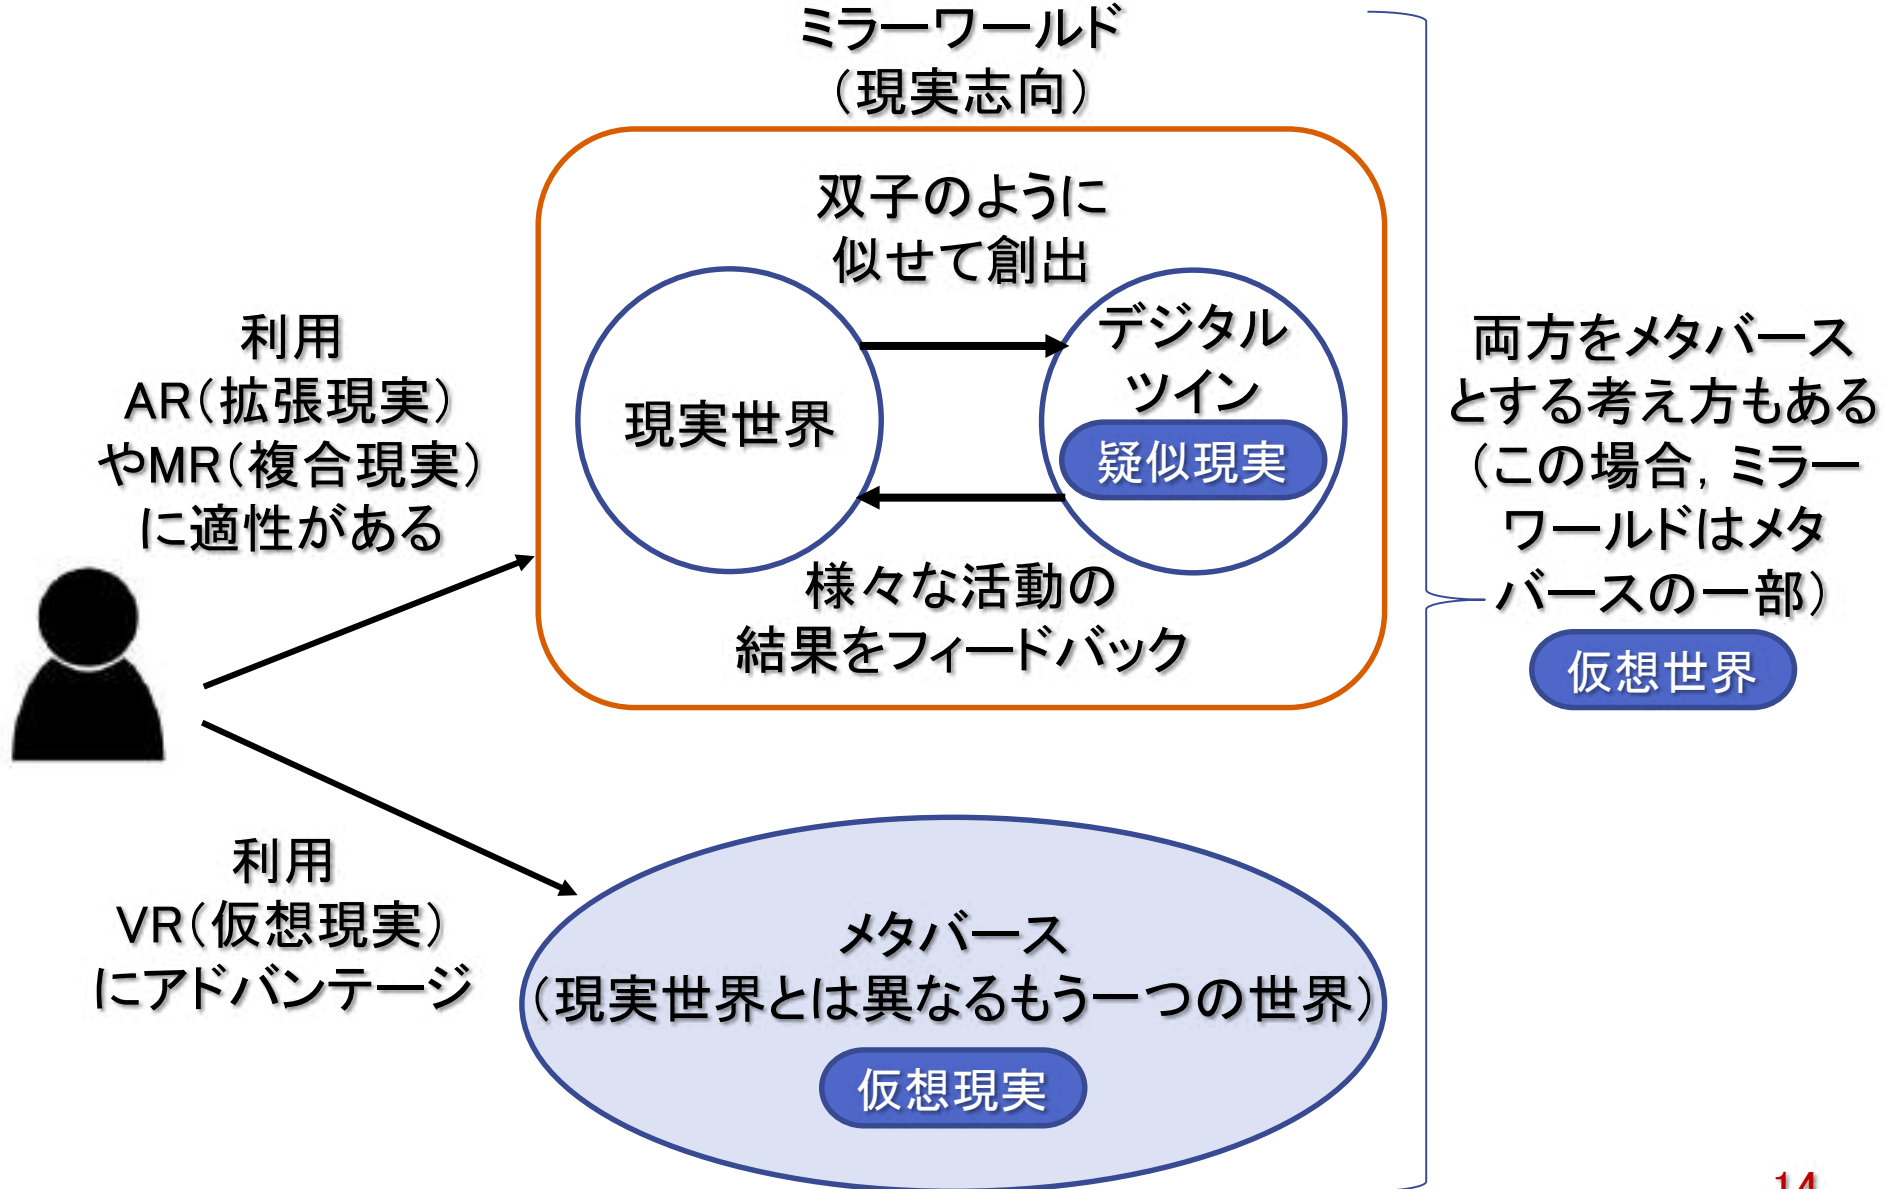 ミラーワールド
（現実志向）
双子のように
似せて創出
現実世界
デジタル
ツイン
疑似現実
様々な活動の
結果をフィードバック
利用
AR（拡張現実）
やMR（複合現実）
に適性がある
両方をメタバース
とする考え方もある
（この場合，ミラー
ワールドはメタ
バースの一部）
仮想世界
利用
VR（仮想現実）
にアドバンテージ
メタバース
（現実世界とは異なるもう一つの世界）
仮想現実
14